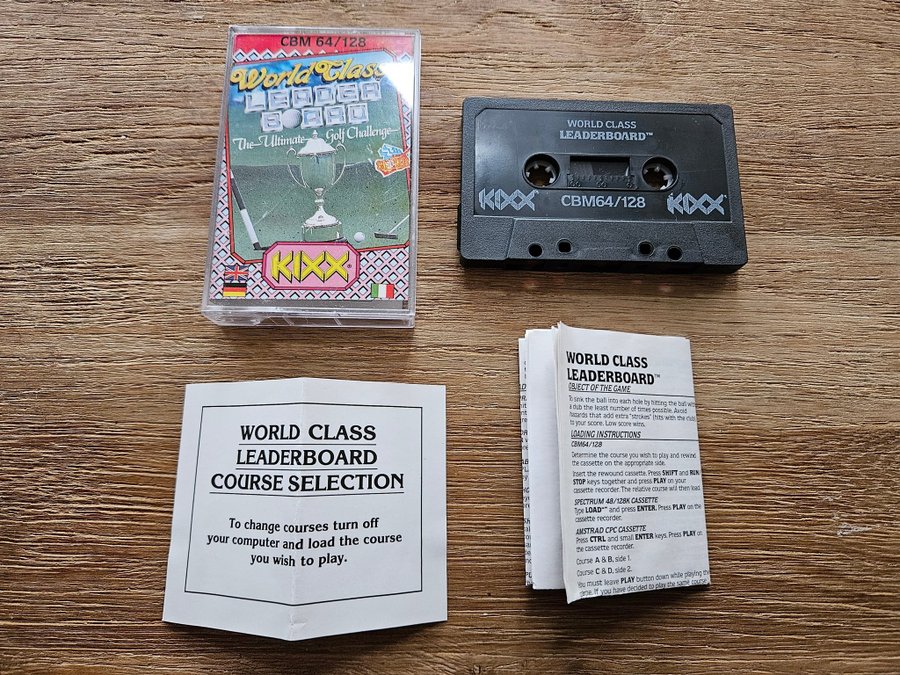 CBM 64/128
World Class
LEADER
BOARD
The Ultimate Golf Challenge
KIXX
WORLD CLASS
LEADERBOARD™
KIXX
CBM64/128
KIXX
WORLD CLASS
LEADERBOARD
COURSE SELECTION
To change courses turn off
your computer and load the course
you wish to play.
WORLD CLASS
LEADERBOARD™
OBJECT OF THE GAME
To sink the ball into each hole by hitting the ball with
a club the least number of times possible. Avoid
hazards that add extra "strokes" (hits with the club)
to your score. Low score wins.
LOADING INSTRUCTIONS
CBM64/128
Determine the course you wish to play and rewind
the cassette on the appropriate side.
Insert the rewound cassette. Press SHIFT and RUN
STOP keys together and press PLAY on your
cassette recorder. The relative course will then load.
SPECTRUM 48/128K CASSETTE
Type LOAD"" and press ENTER. Press PLAY on the
cassette recorder.
AMSTRAD CPC CASSETTE
Press CTRL and small ENTER keys. Press PLAY on
the cassette recorder.
Course A & B, side 1.
Course C & D, side 2.
You must leave PLAY button down while playing the
game. If you have decided to play the same course